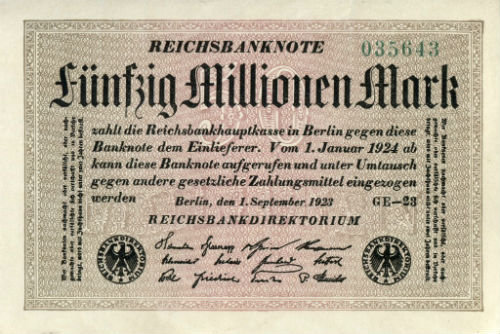 REICHSBANKNOTE
035643
Fünfzig Millionen Mark
zahlt die Reichsbankhauptkasse in Berlin gegen diese
Banknote dem Einlieferer. Vom 1. Januar 1924 ab
kann diese Banknote aufgerufen und unter Umtausch
gegen andere gesetzliche Zahlungsmittel eingezogen
werden
Berlin, den 1. September 1923
GE-23
REICHSBANKDIREKTORIUM